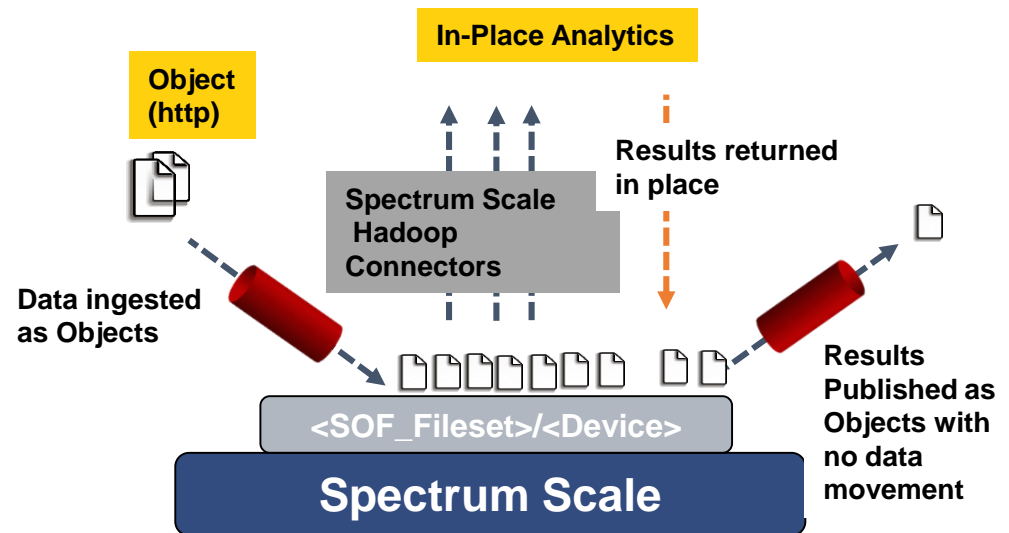 In-Place Analytics
Object
(http)
Results returned
in place
Spectrum Scale
Hadoop
Connectors
Data ingested
as Objects
Results
Published as
Objects with
no data
movement
<SOF_Fileset>/<Device>
Spectrum Scale